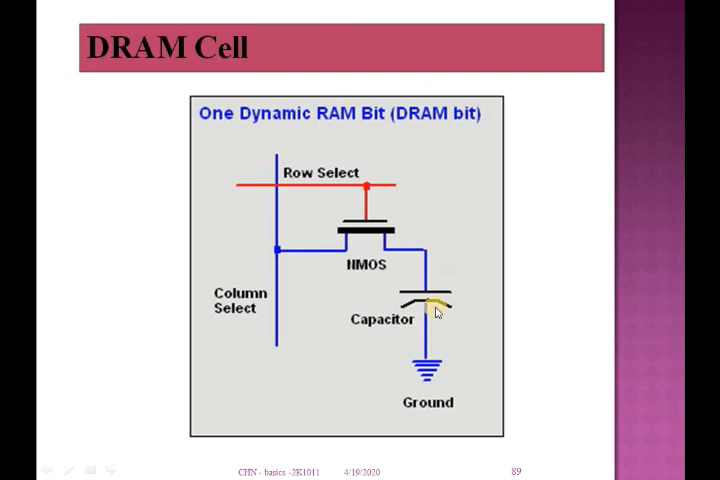 DRAM Cell
One Dynamic RAM Bit (DRAM bit)
Row Select
NMOS
Column
Select
Capacitor
Ground
CHN - basics -2K1011 4/19/2020 89